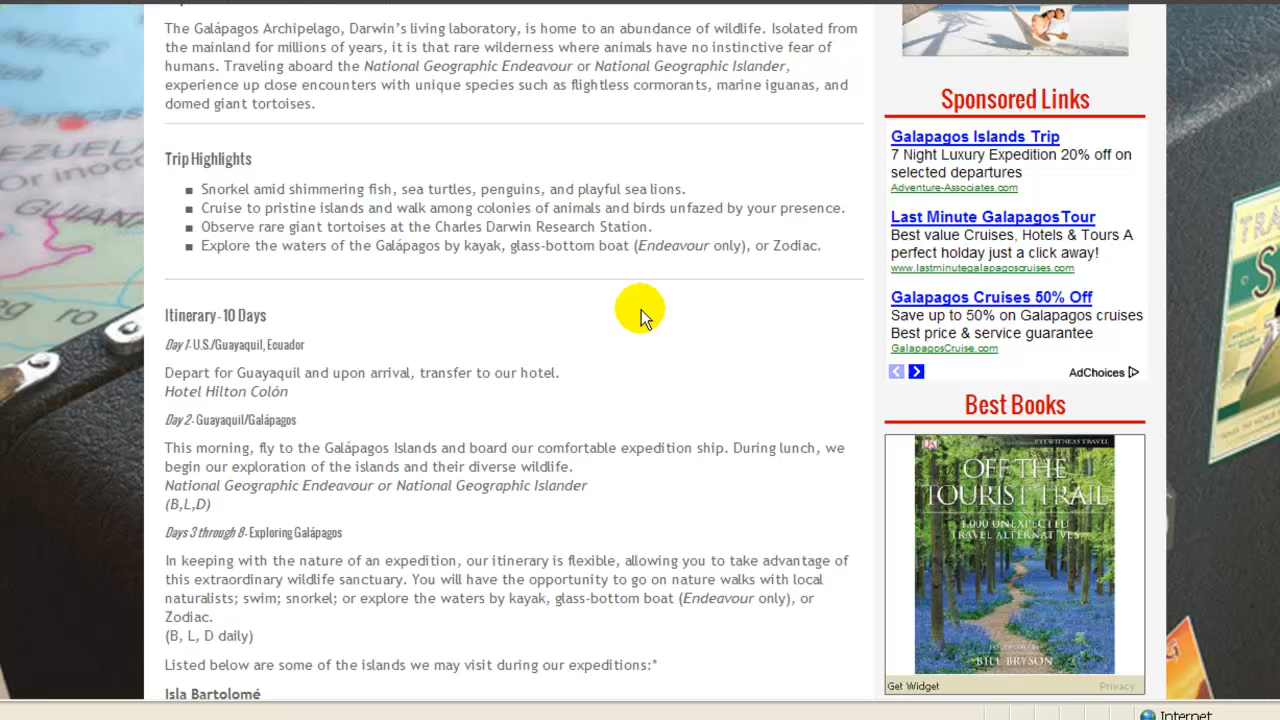 The Galápagos Archipelago, Darwin's living laboratory, is home to an abundance of wildlife. Isolated from
the mainland for millions of years, it is that rare wilderness where animals have no instinctive fear of
humans. Traveling aboard the National Geographic Endeavour or National Geographic Islander,
experience up close encounters with unique species such as flightless cormorants, marine iguanas, and
domed giant tortoises.
Trip Highlights
Snorkel amid shimmering fish, sea turtles, penguins, and playful sea lions.
Cruise to pristine islands and walk among colonies of animals and birds unfazed by your presence.
Observe rare giant tortoises at the Charles Darwin Research Station.
Explore the waters of the Galápagos by kayak, glass-bottom boat (Endeavour only), or Zodiac.
Itinerary - 10 Days
Day 1- U.S./Guayaquil, Ecuador
Depart for Guayaquil and upon arrival, transfer to our hotel.
Hotel Hilton Colón
Day 2- Guayaquil/Galápagos
This morning, fly to the Galápagos Islands and board our comfortable expedition ship. During lunch, we
begin our exploration of the islands and their diverse wildlife.
National Geographic Endeavour or National Geographic Islander
(B,L,D)
Days 3 through 8- Exploring Galápagos
In keeping with the nature of an expedition, our itinerary is flexible, allowing you to take advantage of
this extraordinary wildlife sanctuary. You will have the opportunity to go on nature walks with local
naturalists; swim; snorkel; or explore the waters by kayak, glass-bottom boat (Endeavour only), or
Zodiac.
(B, L, D daily)
Listed below are some of the islands we may visit during our expeditions:*
Isla Bartolomé
Sponsored Links
Galapagos Islands Trip
7 Night Luxury Expedition 20% off on
selected departures
Adventure-Associates.com
Last Minute GalapagosTour
Best value Cruises, Hotels & Tours A
perfect holday just a click away!
www.lastminutegalapagoscruises.com
Galapagos Cruises 50% Off
Save up to 50% on Galapagos cruises
Best price & service guarantee
GalapagosCruise.com
AdChoices
Best Books
DK
EYEWITNESS TRAVEL
OFF THE
TOURIST TRAIL
1,000 UNEXPECTED
TRAVEL ALTERNATIVES
BILL BRYSON
Get Widget
Privacy
Internet